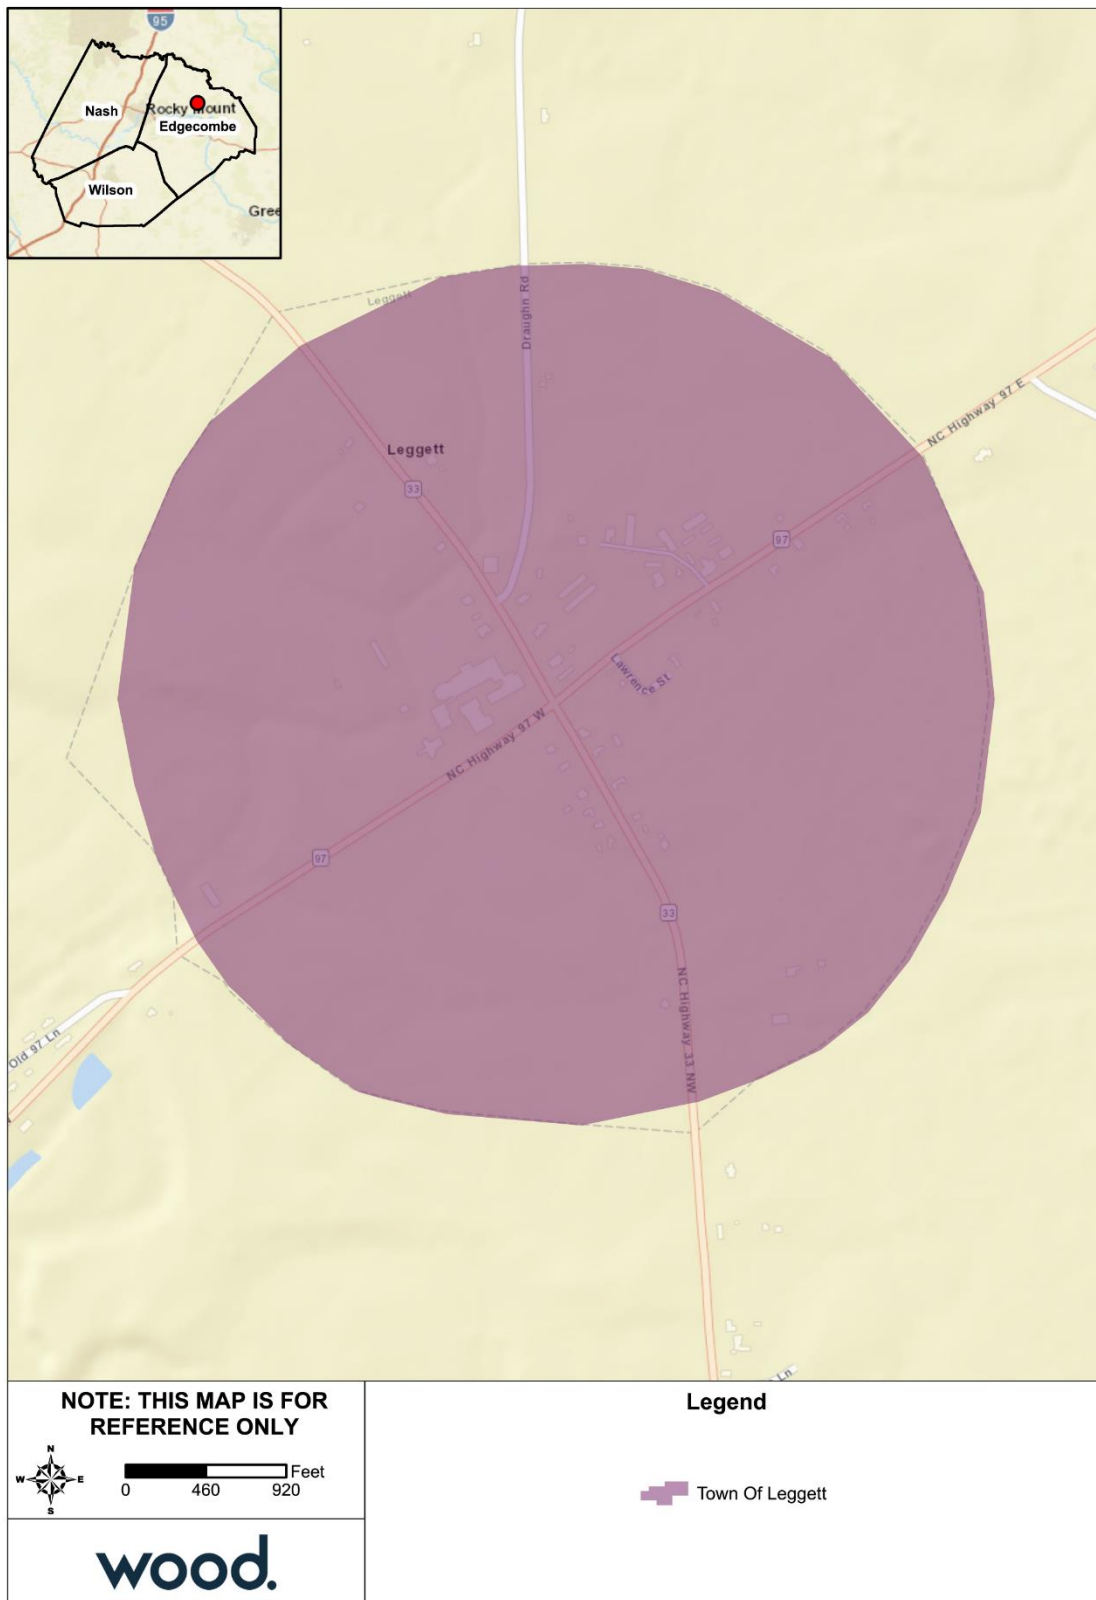 95
Nash
Rocky Mount
Edgecombe
Wilson
Gree
Leggett
Draughn Rd
NC Highway 97 E
Leggett
33
97
Lawrence St
NC Highway 97 W
97
33
NC Highway 33 NW
Old 97 Ln
Ln
NOTE: THIS MAP IS FOR
REFERENCE ONLY
N
W E
S
Feet
0 460 920
wood.
Legend
Town Of Leggett